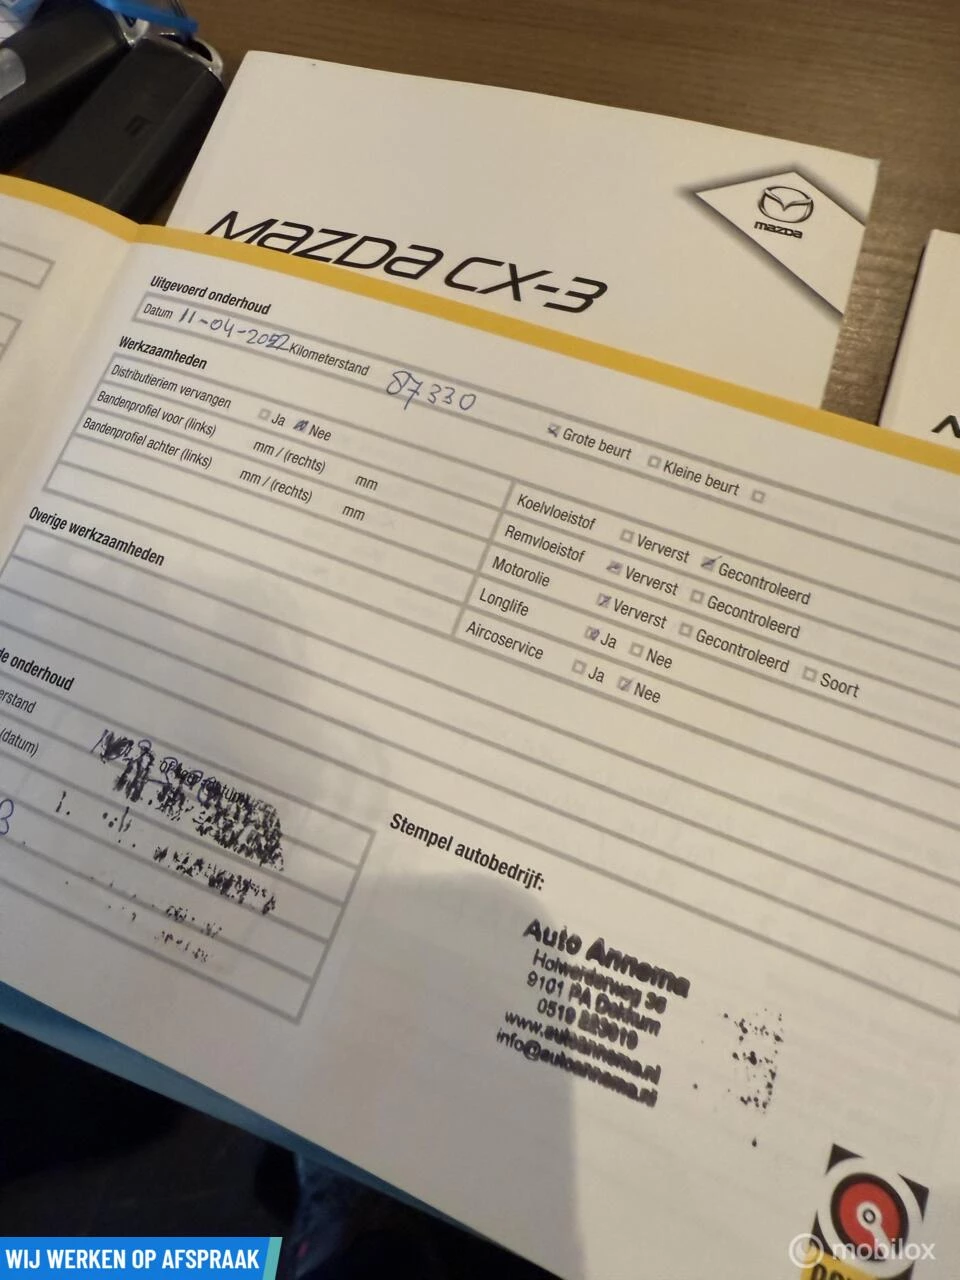 mazda
Mazda CX-3
Uitgevoerd onderhoud
Datum 11-04-2022 Kilometerstand 87330
Grote beurt Kleine beurt
Werkzaamheden
Distributieriem vervangen Ja Nee
Bandenprofiel voor (links) mm / (rechts) mm
Bandenprofiel achter (links) mm / (rechts) mm
Koelvloeistof Ververst Gecontroleerd
Remvloeistof Ververst Gecontroleerd
Motorolie Ververst Gecontroleerd Soort
Longlife Ja Nee
Aircoservice Ja Nee
Overige werkzaamheden
de onderhoud
erstand
(datum)
Stempel autobedrijf:
Auto Annema
Holwerderweg 36
9101 PA Dokkum
0519
www.autoannema.nl
info@autoannema.nl
WIJ WERKEN OP AFSPRAAK
mobilox